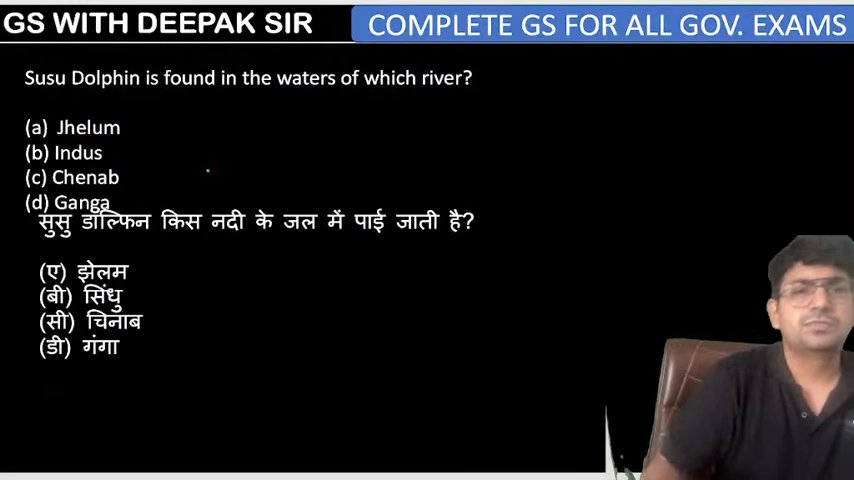 GS WITH DEEPAK SIR
COMPLETE GS FOR ALL GOV. EXAMS
Susu Dolphin is found in the waters of which river?
(a) Jhelum
(b) Indus
(c) Chenab
(d) Ganga
सुसु डॉल्फिन किस नदी के जल में पाई जाती है?
(ए) झेलम
(बी) सिंधु
(सी) चिनाब
(डी) गंगा